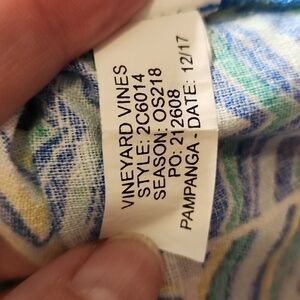 VINEYARD VINES
STYLE: 2C6014
SEASON: OS218
PO: 212608
PAMPANGA - DATE: 12/17